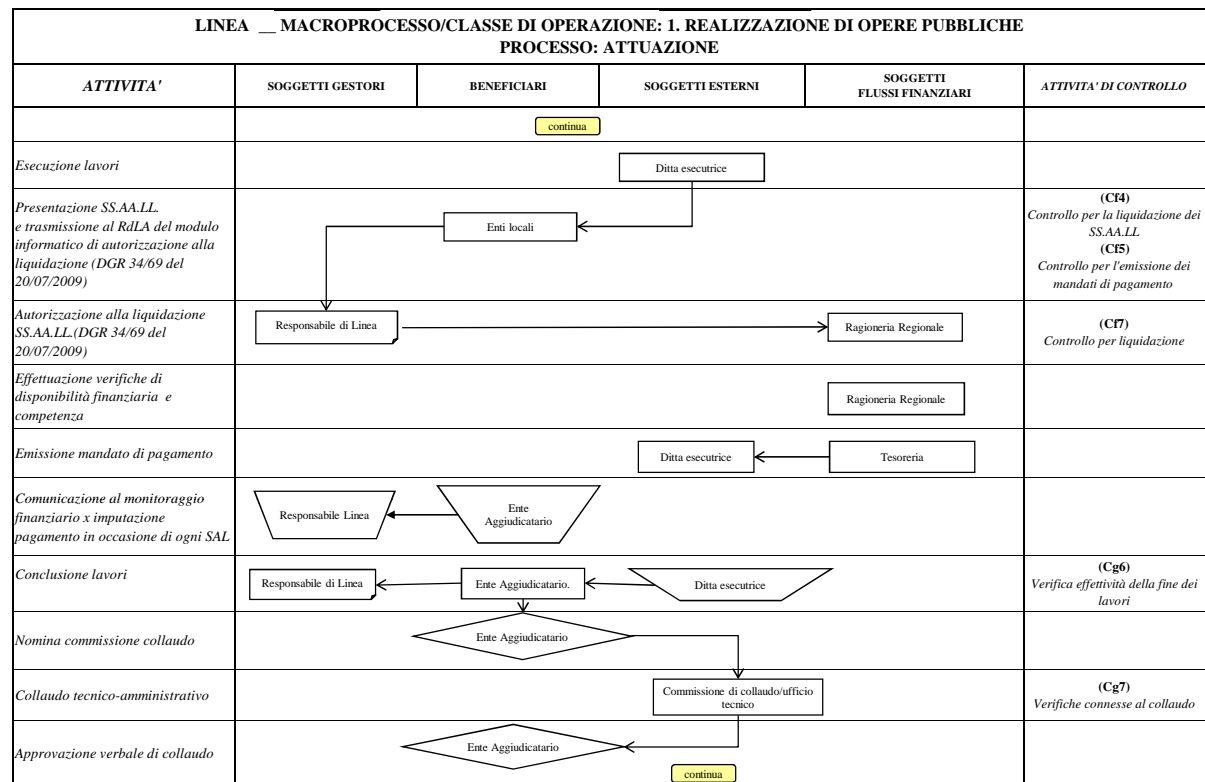 LINEA __ MACROPROCESSO/CLASSE DI OPERAZIONE: 1. REALIZZAZIONE DI OPERE PUBBLICHE
PROCESSO: ATTUAZIONE
ATTIVITA'
SOGGETTI GESTORI
BENEFICIARI
SOGGETTI ESTERNI
SOGGETTI
FLUSSI FINANZIARI
ATTIVITA' DI CONTROLLO
continua
Esecuzione lavori
Ditta esecutrice
Presentazione SS.AA.LL.
e trasmissione al RdLA del modulo
informatico di autorizzazione alla
liquidazione (DGR 34/69 del
20/07/2009)
Enti locali
(Cf4)
Controllo per la liquidazione dei
SS.AA.LL
(Cf5)
Controllo per l'emissione dei
mandati di pagamento
Autorizzazione alla liquidazione
SS.AA.LL.(DGR 34/69 del
20/07/2009)
Responsabile di Linea
Ragioneria Regionale
(Cf7)
Controllo per liquidazione
Effettuazione verifiche di
disponibilità finanziaria e
competenza
Ragioneria Regionale
Emissione mandato di pagamento
Ditta esecutrice
Tesoreria
Comunicazione al monitoraggio
finanziario x imputazione
pagamento in occasione di ogni SAL
Responsabile Linea
Ente
Aggiudicatario
Conclusione lavori
Responsabile di Linea
Ente Aggiudicatario.
Ditta esecutrice
(Cg6)
Verifica effettività della fine dei
lavori
Nomina commissione collaudo
Ente Aggiudicatario
Collaudo tecnico-amministrativo
Commissione di collaudo/ufficio
tecnico
(Cg7)
Verifiche connesse al collaudo
Approvazione verbale di collaudo
Ente Aggiudicatario
continua